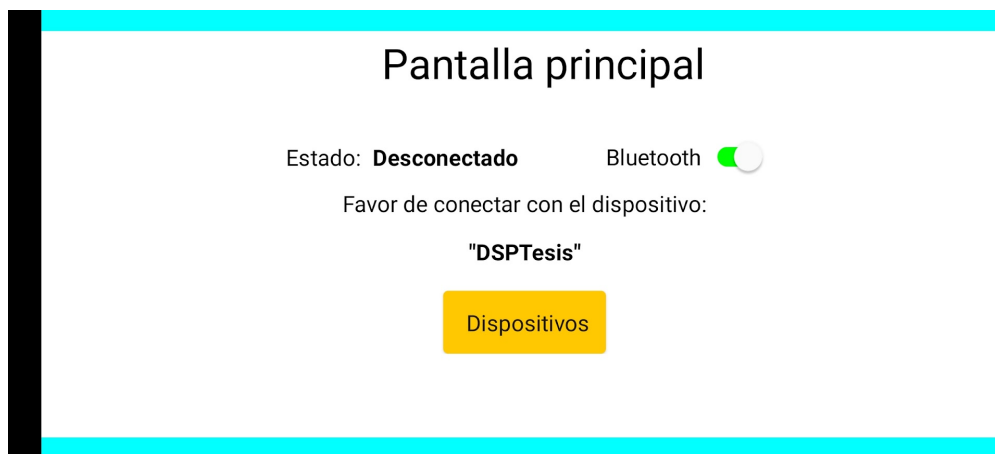 Pantalla principal
Estado: Desconectado Bluetooth
Favor de conectar con el dispositivo:
"DSPTesis"
Dispositivos